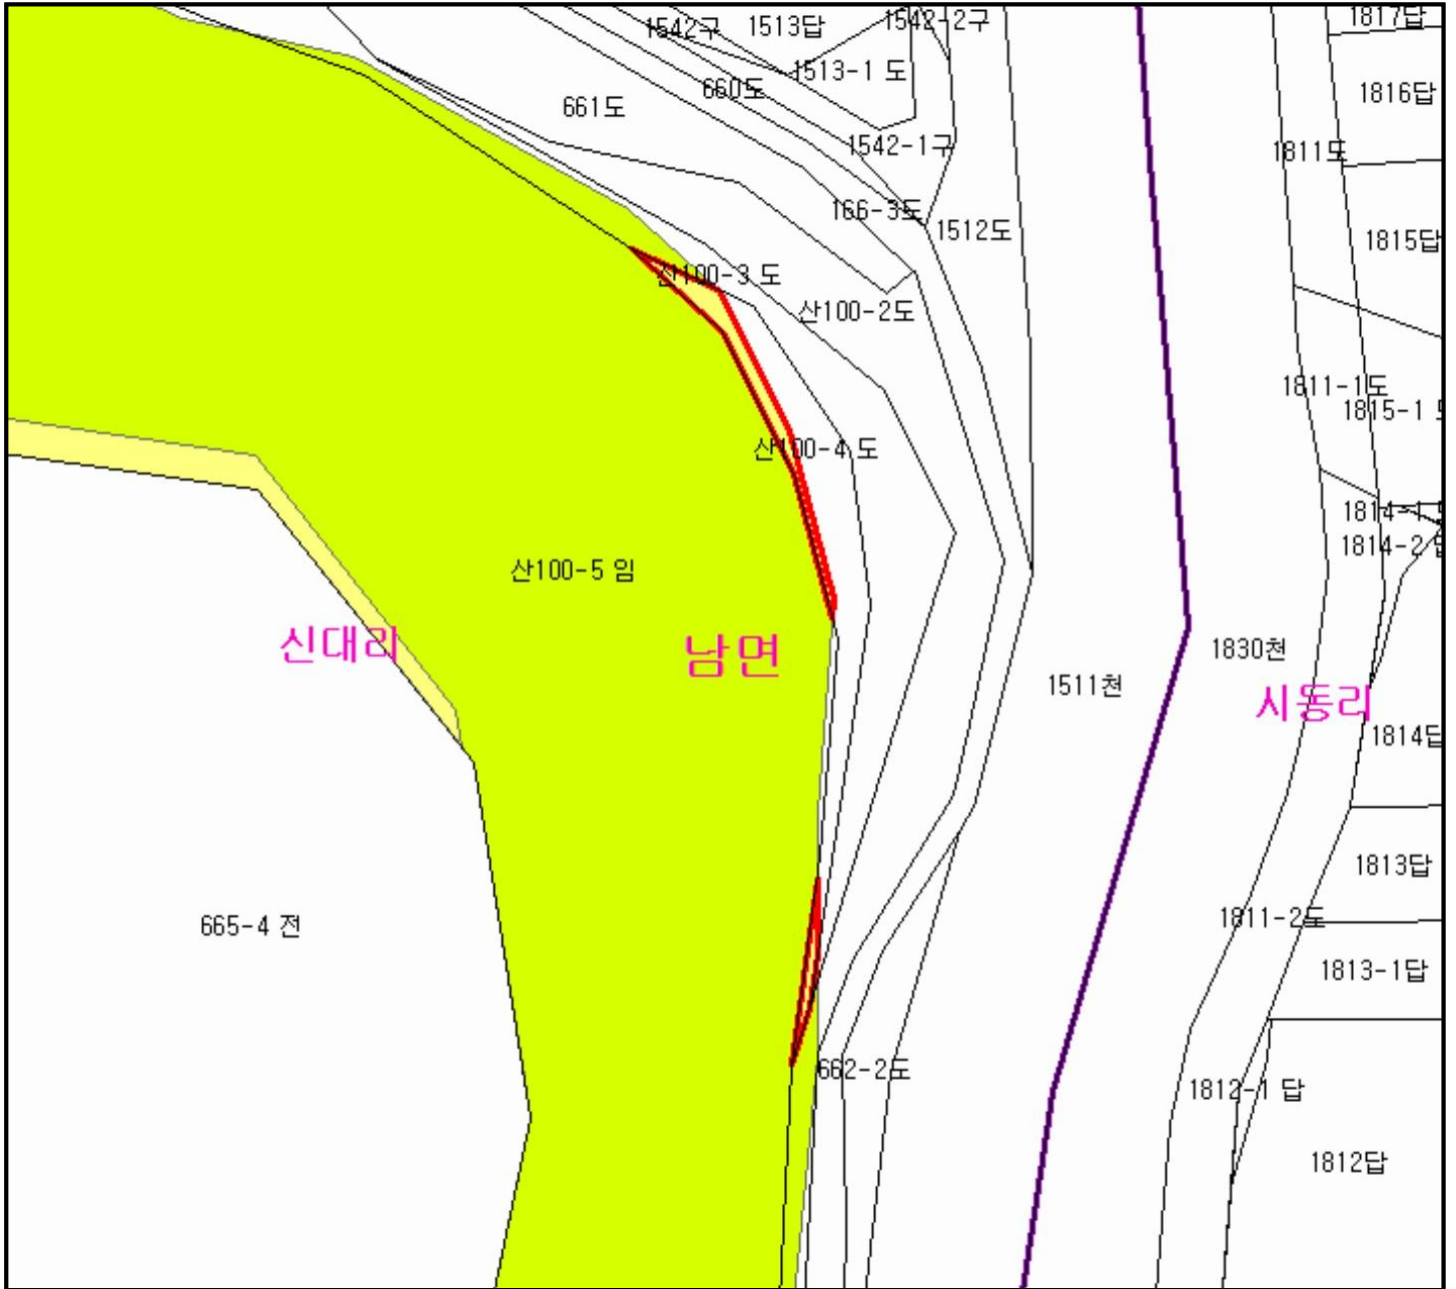 1542구
1513답
1542-2구
1817답
1513-1 도
660도
661도
1816답
1542-1구
1811도
166-3도
1512도
1815답
산100-3 도
산100-2도
1811-1도
1815-1
산100-4 도
1814-1
1814-2
산100-5 임
신대리
남면
1830천
1511천
시동리
1814답
1813답
665-4 전
1811-2도
1813-1답
662-2도
1812-1 답
1812답